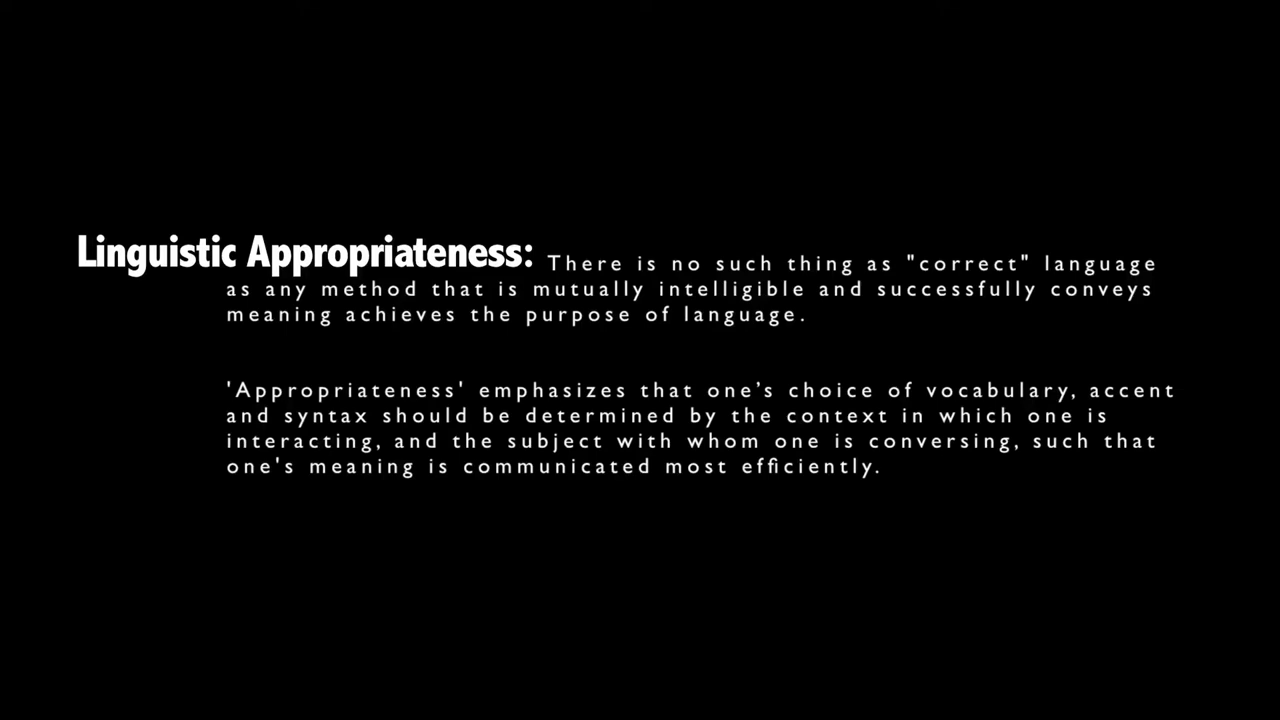 Linguistic Appropriateness: There is no such thing as "correct" language
as any method that is mutually intelligible and successfully conveys
meaning achieves the purpose of language.
'Appropriateness' emphasizes that one’s choice of vocabulary, accent
and syntax should be determined by the context in which one is
interacting, and the subject with whom one is conversing, such that
one's meaning is communicated most efficiently.